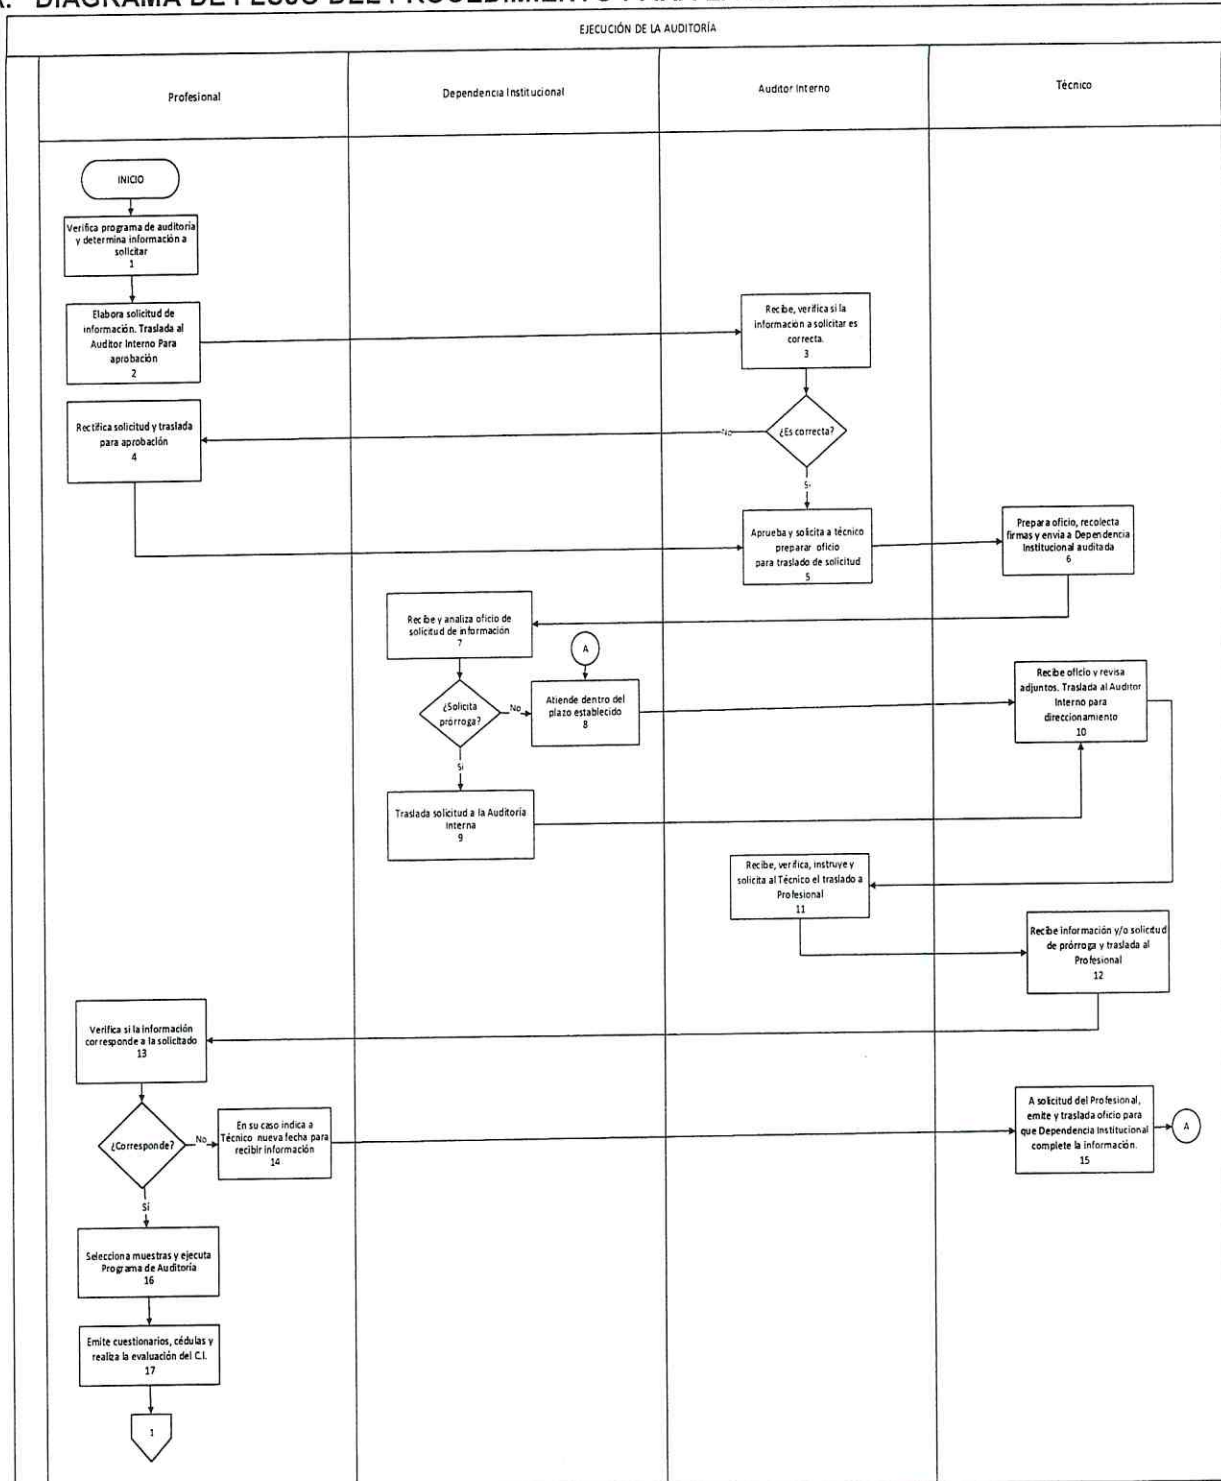 DIAGRAMA DE FLUJO DEL PROCEDIMIENTO PARA
EJECUCIÓN DE LA AUDITORÍA
Profesional
Dependencia Institucional
Auditor Interno
Técnico
INICIO
Verifica programa de auditoría
y determina información a
solicitar
1
Elabora solicitud de
información. Traslada al
Auditor Interno Para
aprobación
2
Recibe, verifica si la
información a solicitar es
correcta.
3
Rectifica solicitud y traslada
para aprobación
4
No
¿Es correcta?
Aprueba y solicita a técnico
preparar oficio
para traslado de solicitud
5
Prepara oficio, recolecta
firmas y envía a Dependencia
Institucional auditada
6
Recibe y analiza oficio de
solicitud de información
7
A
¿Solicita
prórroga?
No
Atiende dentro del
plazo establecido
8
Recibe oficio y revisa
adjuntos. Traslada al Auditor
Interno para
direccionamiento
10
Sí
Traslada solicitud a la Auditoría
Interna
9
Recibe, verifica, instruye y
solicita al Técnico el traslado a
Profesional
11
Recibe información y/o solicitud
de prórroga y traslada al
Profesional
12
Verifica si la información
corresponde a la solicitado
13
¿Corresponde?
No
En su caso indica a
Técnico nueva fecha para
recibir información
14
A solicitud del Profesional,
emite y traslada oficio para
que Dependencia Institucional
complete la información.
15
A
Sí
Selecciona muestras y ejecuta
Programa de Auditoría
16
Emite cuestionarios, cédulas y
realiza la evaluación del C.I.
17
1